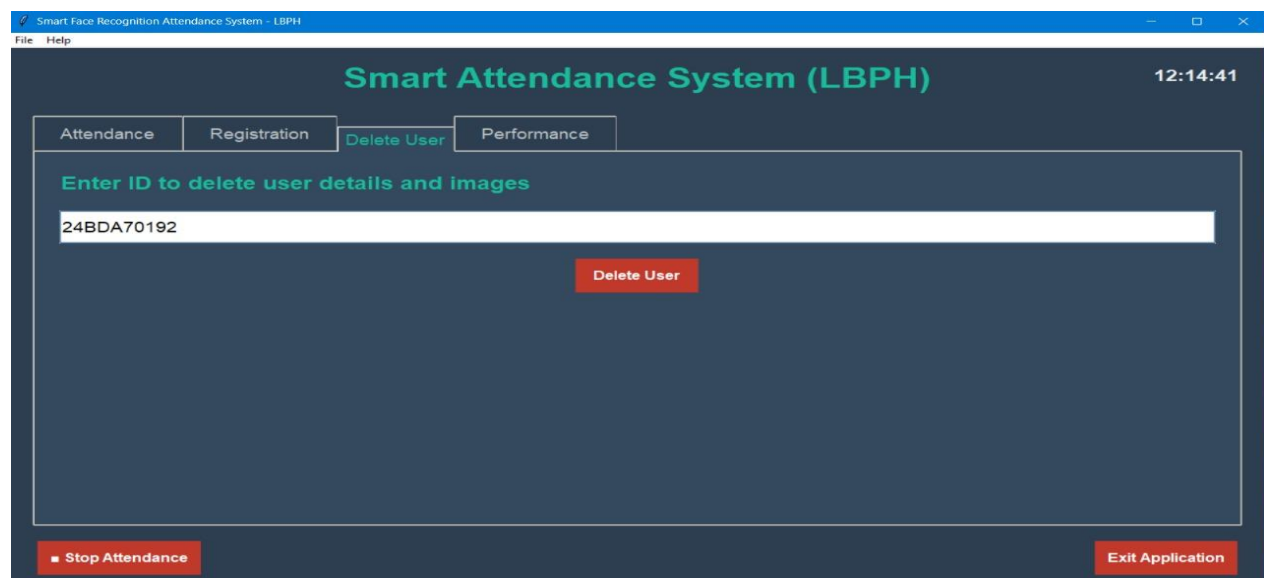 Smart Face Recognition Attendance System - LBPH
File Help
Smart Attendance System (LBPH)
12:14:41
Attendance Registration Delete User Performance
Enter ID to delete user details and images
24BDA70192
Delete User
Stop Attendance
Exit Application